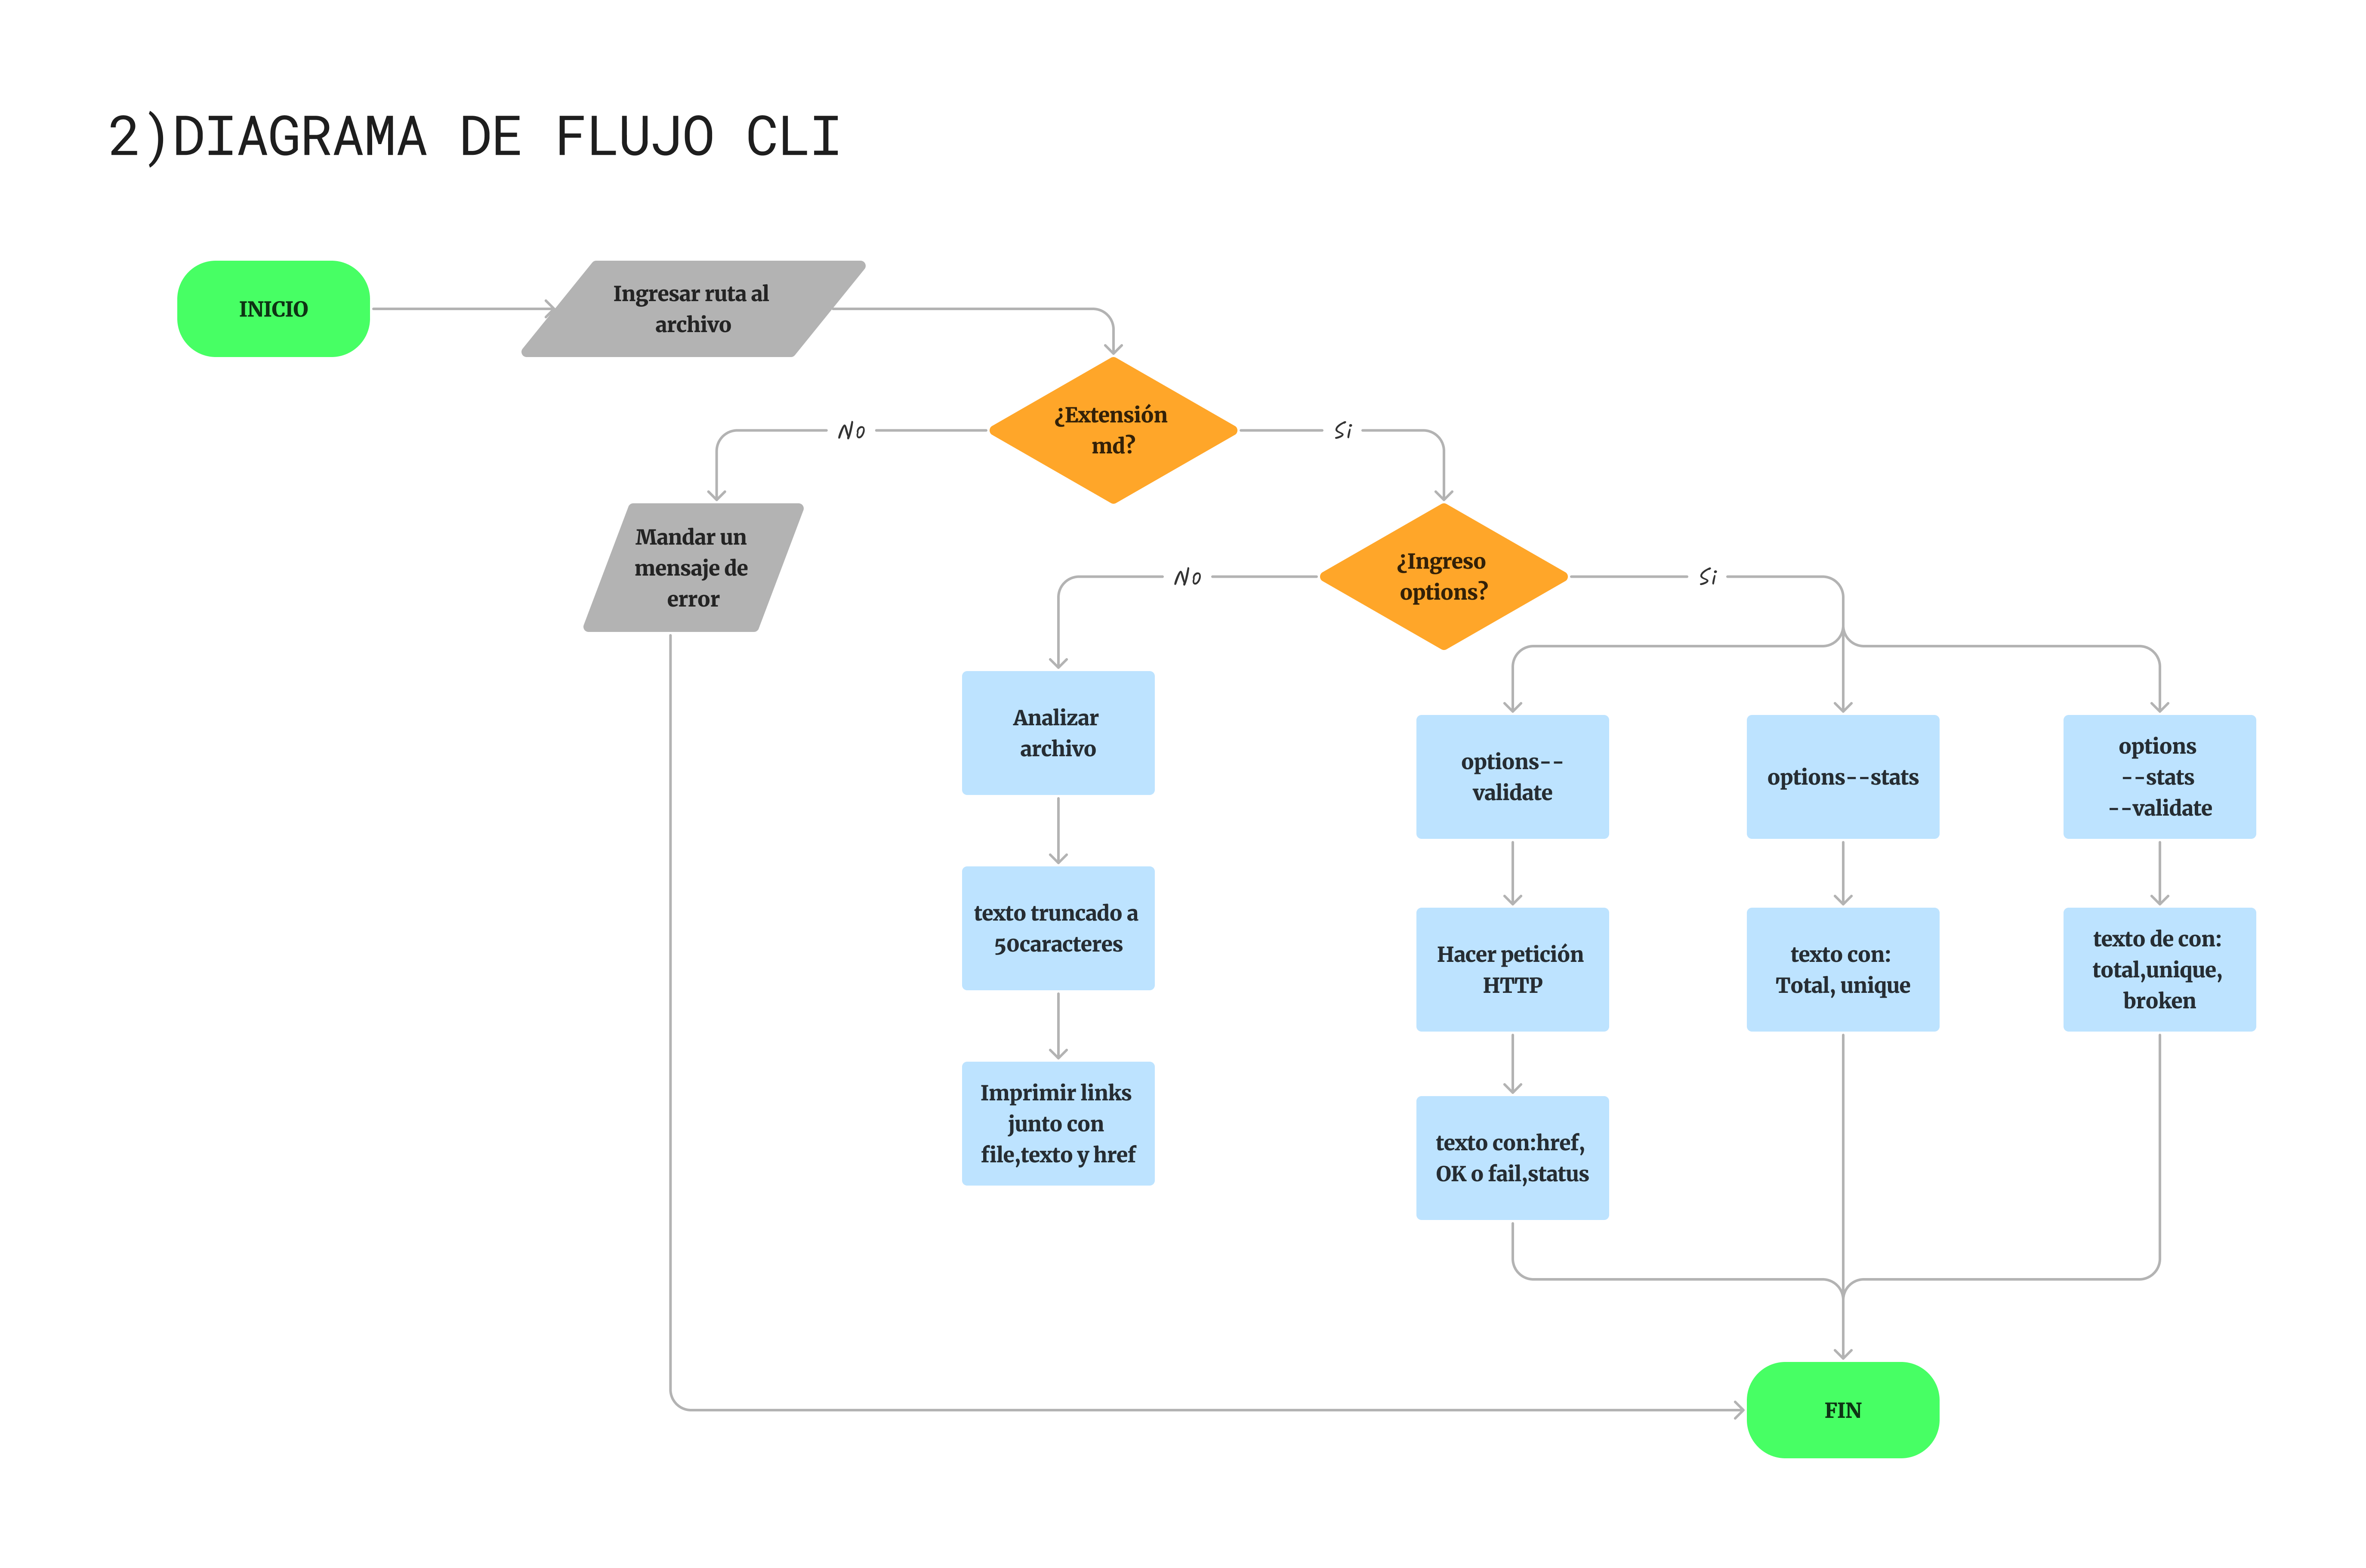 2)DIAGRAMA DE FLUJO CLI
INICIO
Ingresar ruta al
archivo
¿Extensión
md?
No
Si
Mandar un
mensaje de
error
¿Ingreso
options?
No
Si
Analizar
archivo
texto truncado a
50caracteres
Imprimir links
junto con
file,texto y href
options--
validate
Hacer petición
HTTP
texto con:href,
OK o fail,status
options--stats
texto con:
Total, unique
options
--stats
--validate
texto de con:
total,unique,
broken
FIN